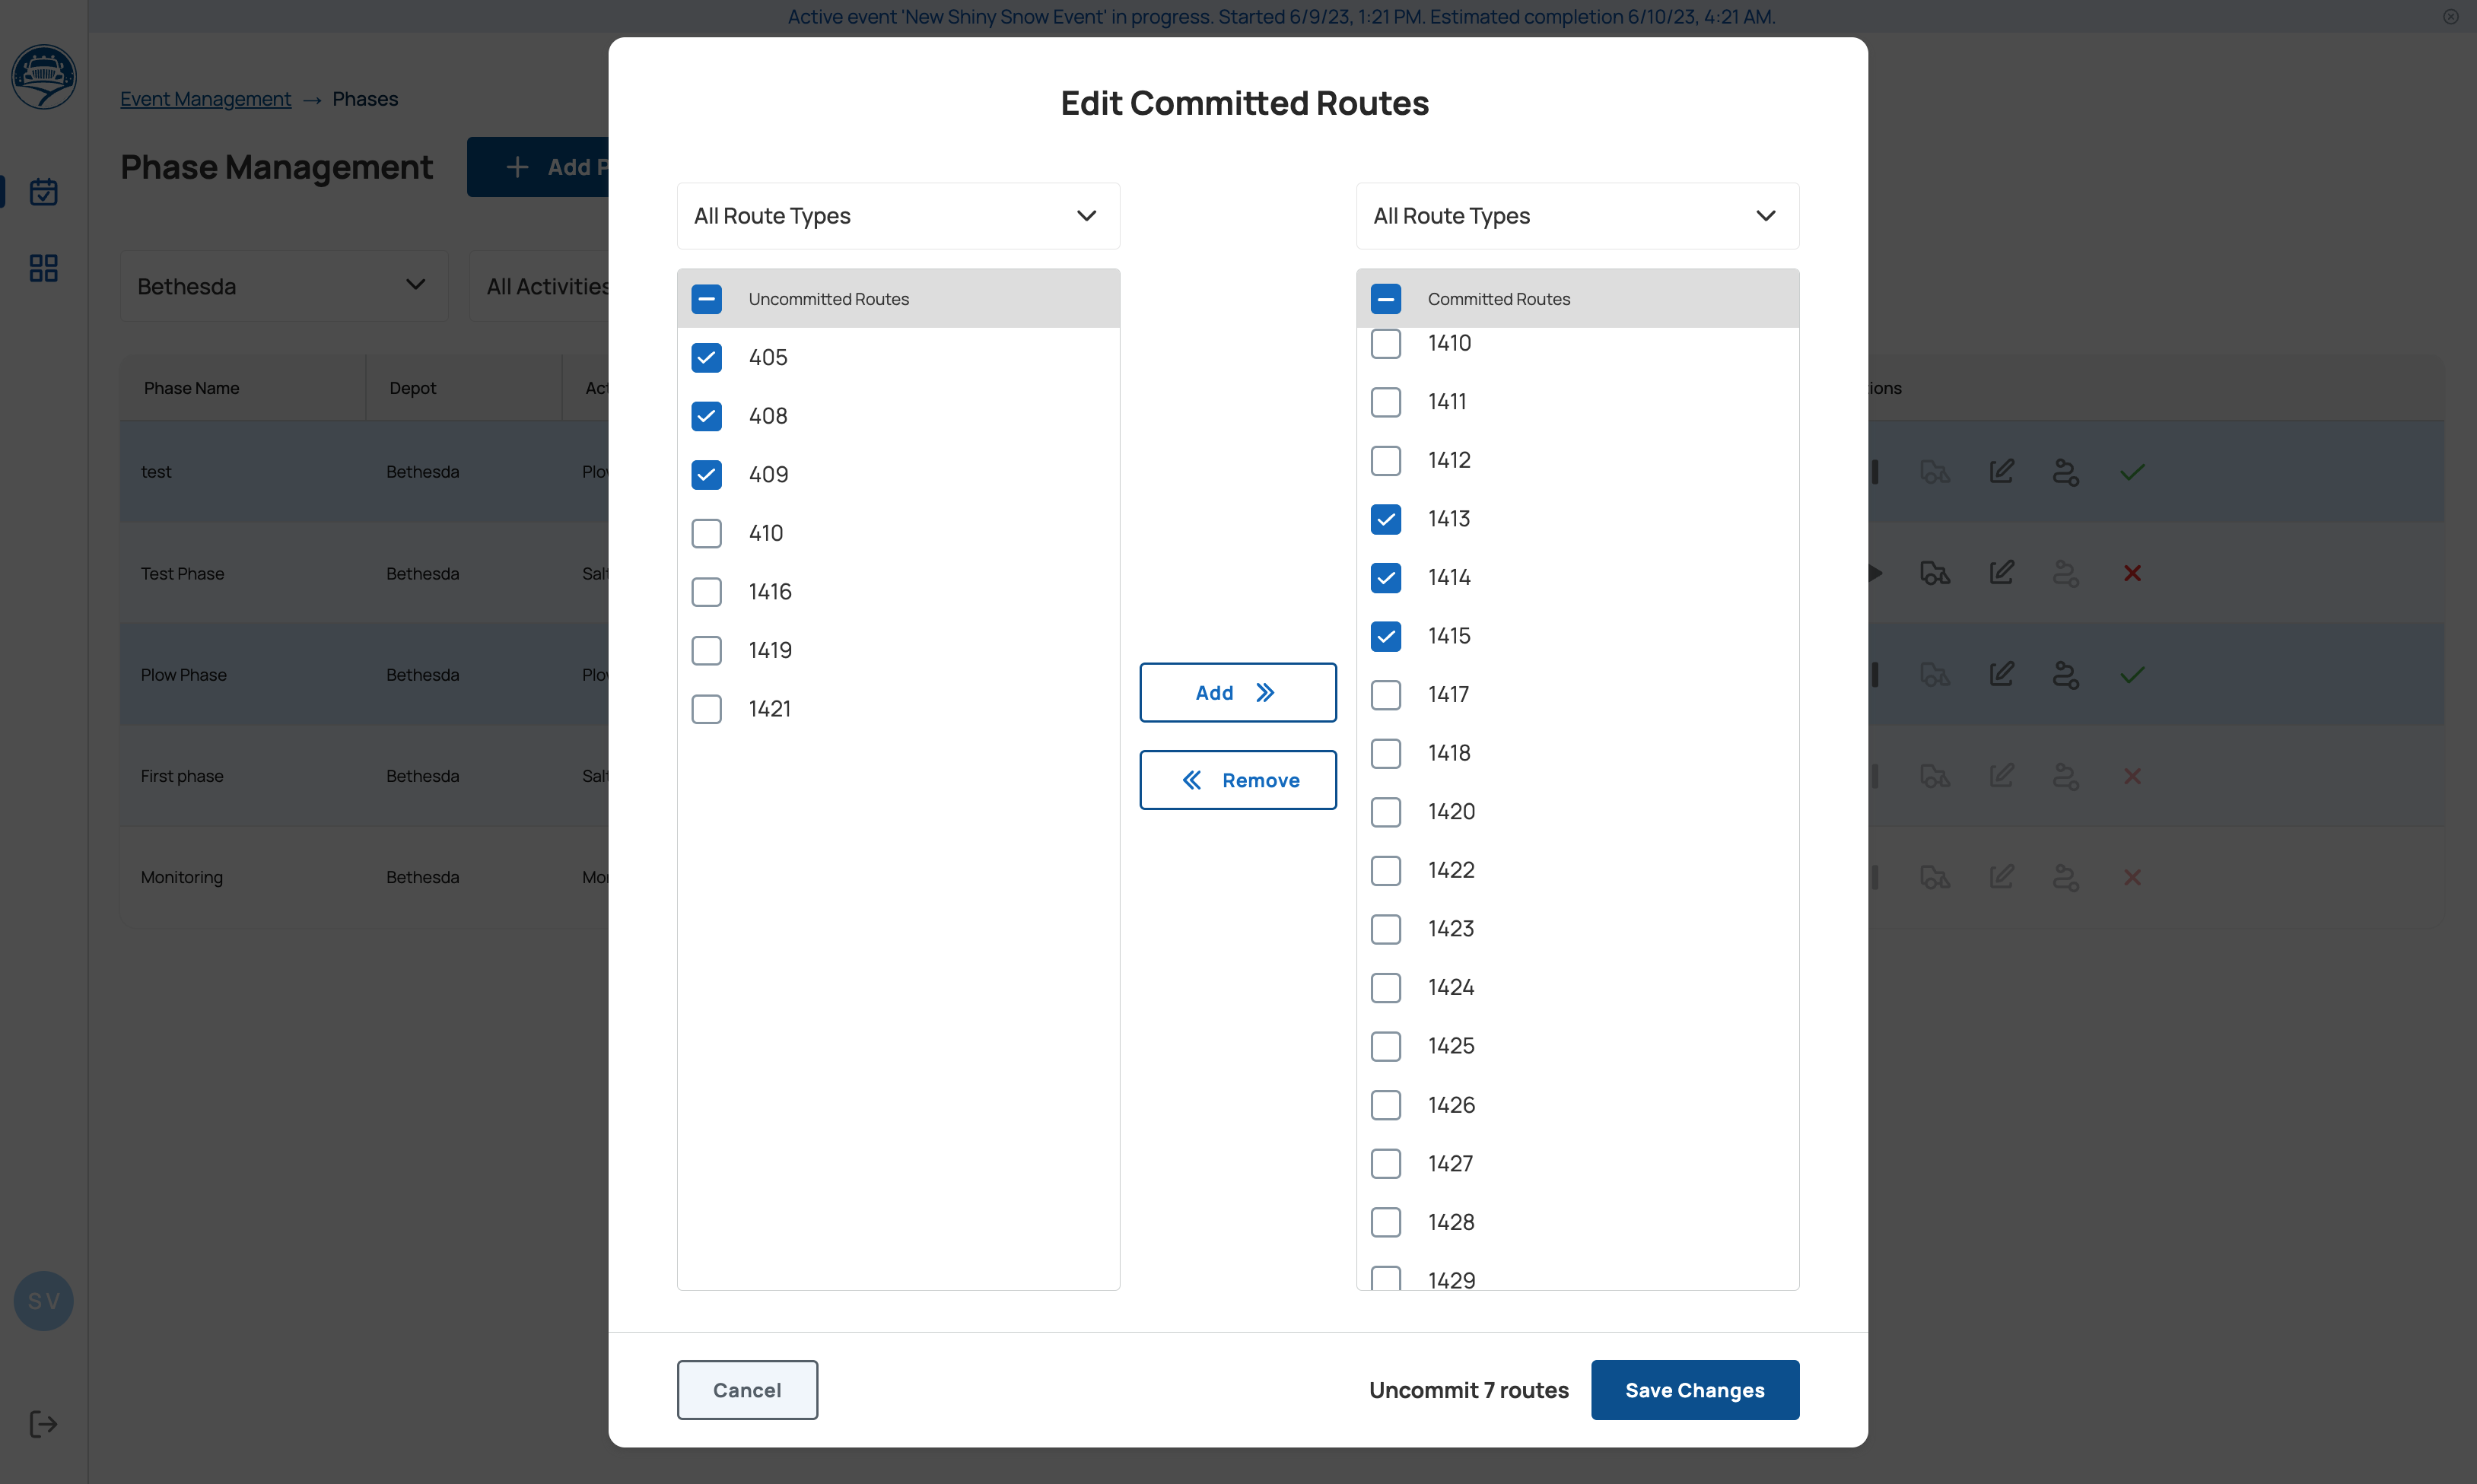 Active event 'New Shiny Snow Event' in progress. Started 6/9/23, 1:21 PM. Estimated completion 6/10/23, 4:21 AM.
Event Management → Phases
Phase Management
+ Add P
Bethesda
All Activities
Phase Name Depot Act ions
test Bethesda Plow
Test Phase Bethesda Salt
Plow Phase Bethesda Plow
First phase Bethesda Salt
Monitoring Bethesda Mon
SV
Edit Committed Routes
All Route Types
Uncommitted Routes
405
408
409
410
1416
1419
1421
Add
Remove
All Route Types
Committed Routes
1410
1411
1412
1413
1414
1415
1417
1418
1420
1422
1423
1424
1425
1426
1427
1428
1429
Cancel
Uncommit 7 routes
Save Changes